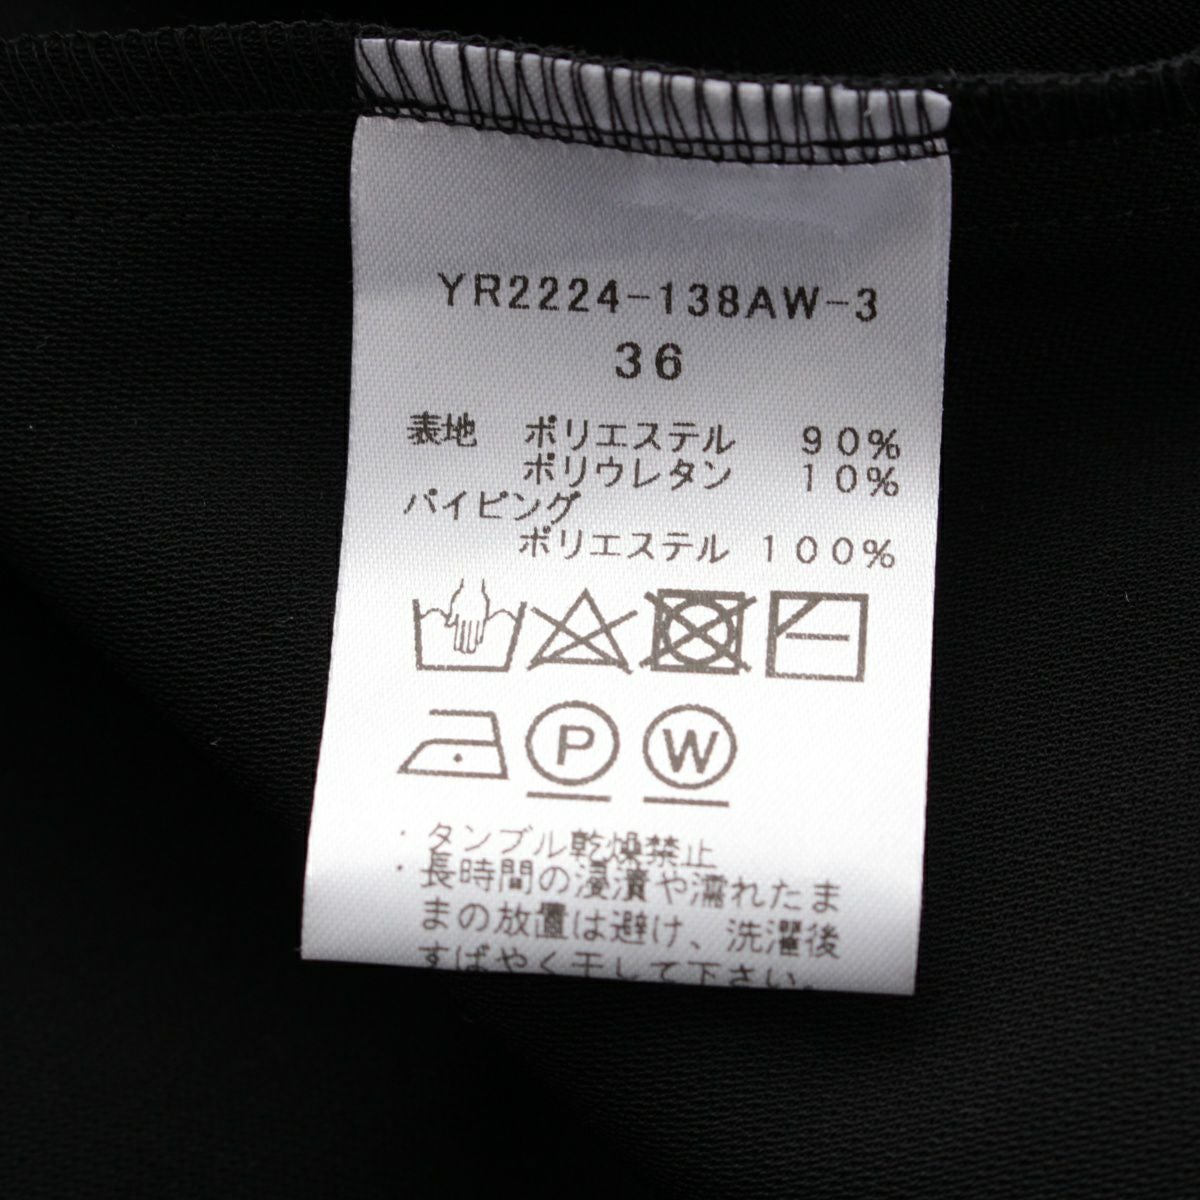 YR2224-138AW-3
36
表地 ポリエステル 90%
ポリウレタン 10%
パイピング
ポリエステル 100%
P W
・タンブル乾燥禁止
・長時間の浸漬や濡れたま
まの放置は避け、洗濯後
すばやく干して下さい。